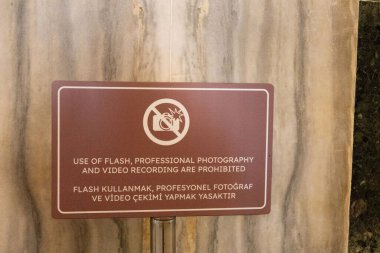 USE OF FLASH, PROFESSIONAL PHOTOGRAPHY
AND VIDEO RECORDING ARE PROHIBITED
FLASH KULLANMAK, PROFESYONEL FOTOĞRAF
VE VİDEO ÇEKİMİ YAPMAK YASAKTIR